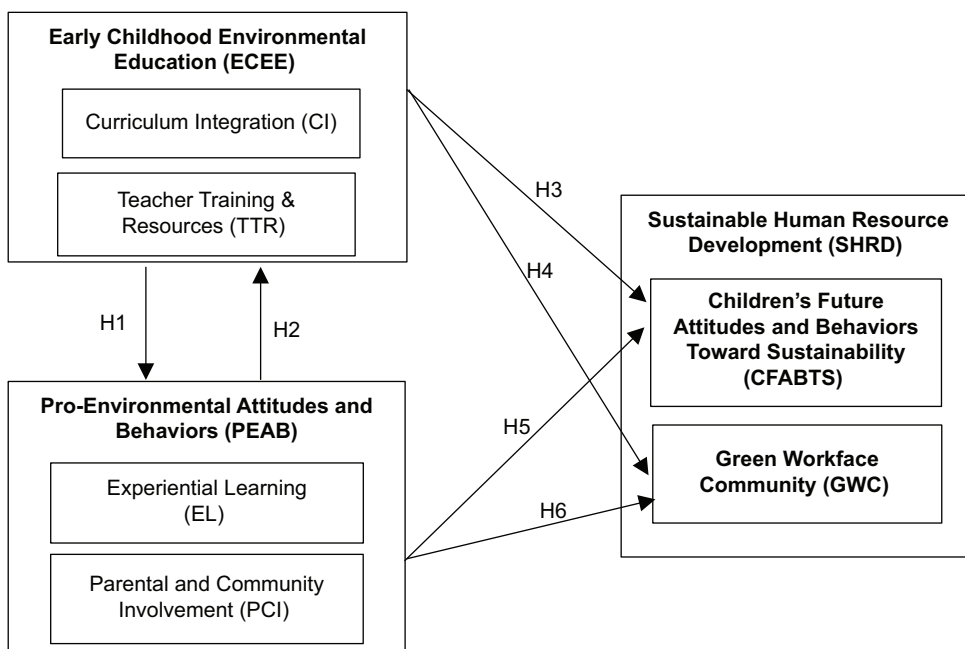 Early Childhood Environmental
Education (ECEE)
Curriculum Integration (CI)
Teacher Training &
Resources (TTR)
H1
H2
Pro-Environmental Attitudes and
Behaviors (PEAB)
Experiential Learning
(EL)
Parental and Community
Involvement (PCI)
H3
H4
H5
H6
Sustainable Human Resource
Development (SHRD)
Children’s Future
Attitudes and Behaviors
Toward Sustainability
(CFABTS)
Green Workface
Community (GWC)